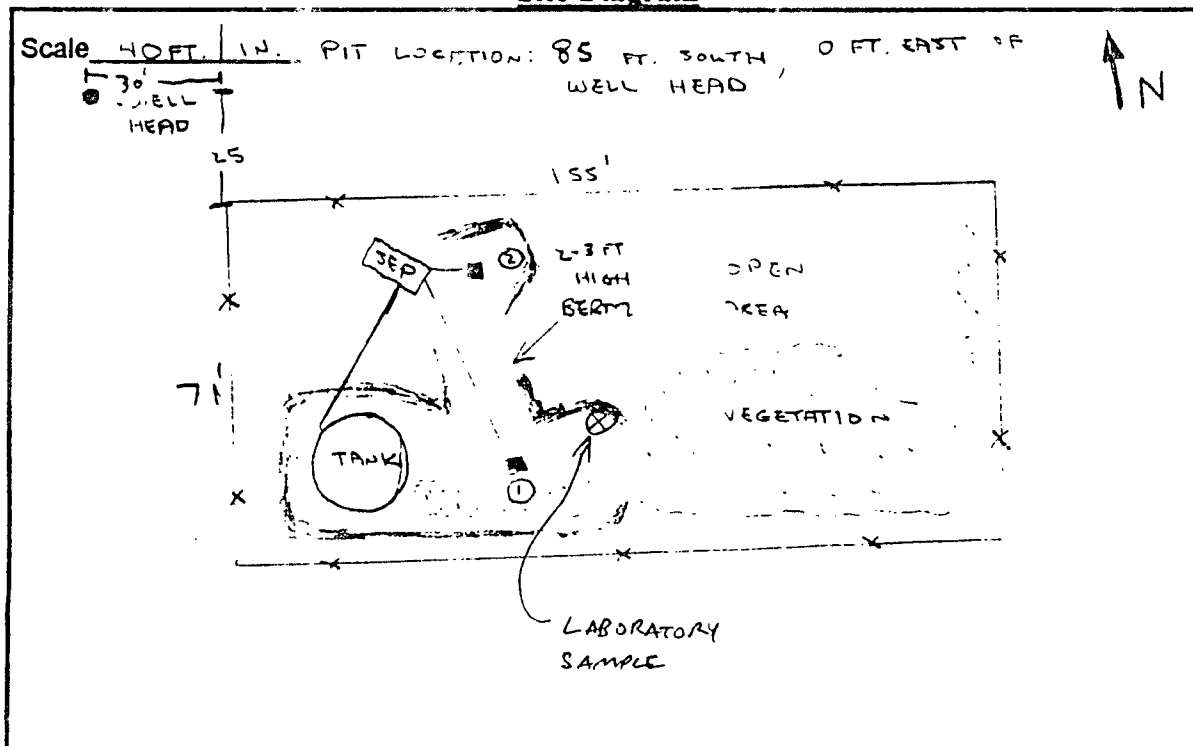 Scale 40 FT. | IN. PIT LOCATION: 85 FT. SOUTH, 0 FT. EAST OF
WELL HEAD
N
30'
WELL
HEAD
25
155'
SEP
2
2-3 FT
HIGH
BERM
OPEN
AREA
71'
VEGETATION
TANK
1
LABORATORY
SAMPLE